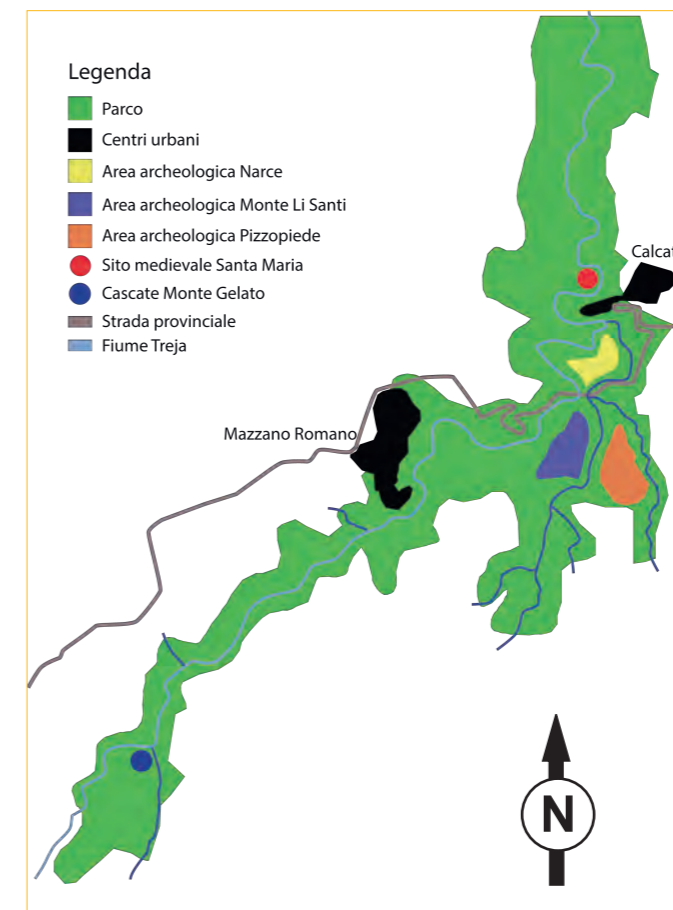 Legenda
Parco
Centri urbani
Area archeologica Narce
Area archeologica Monte Li Santi
Area archeologica Pizzopiede
Sito medievale Santa Maria
Cascate Monte Gelato
Strada provinciale
Fiume Treja
Calcat
Mazzano Romano
N